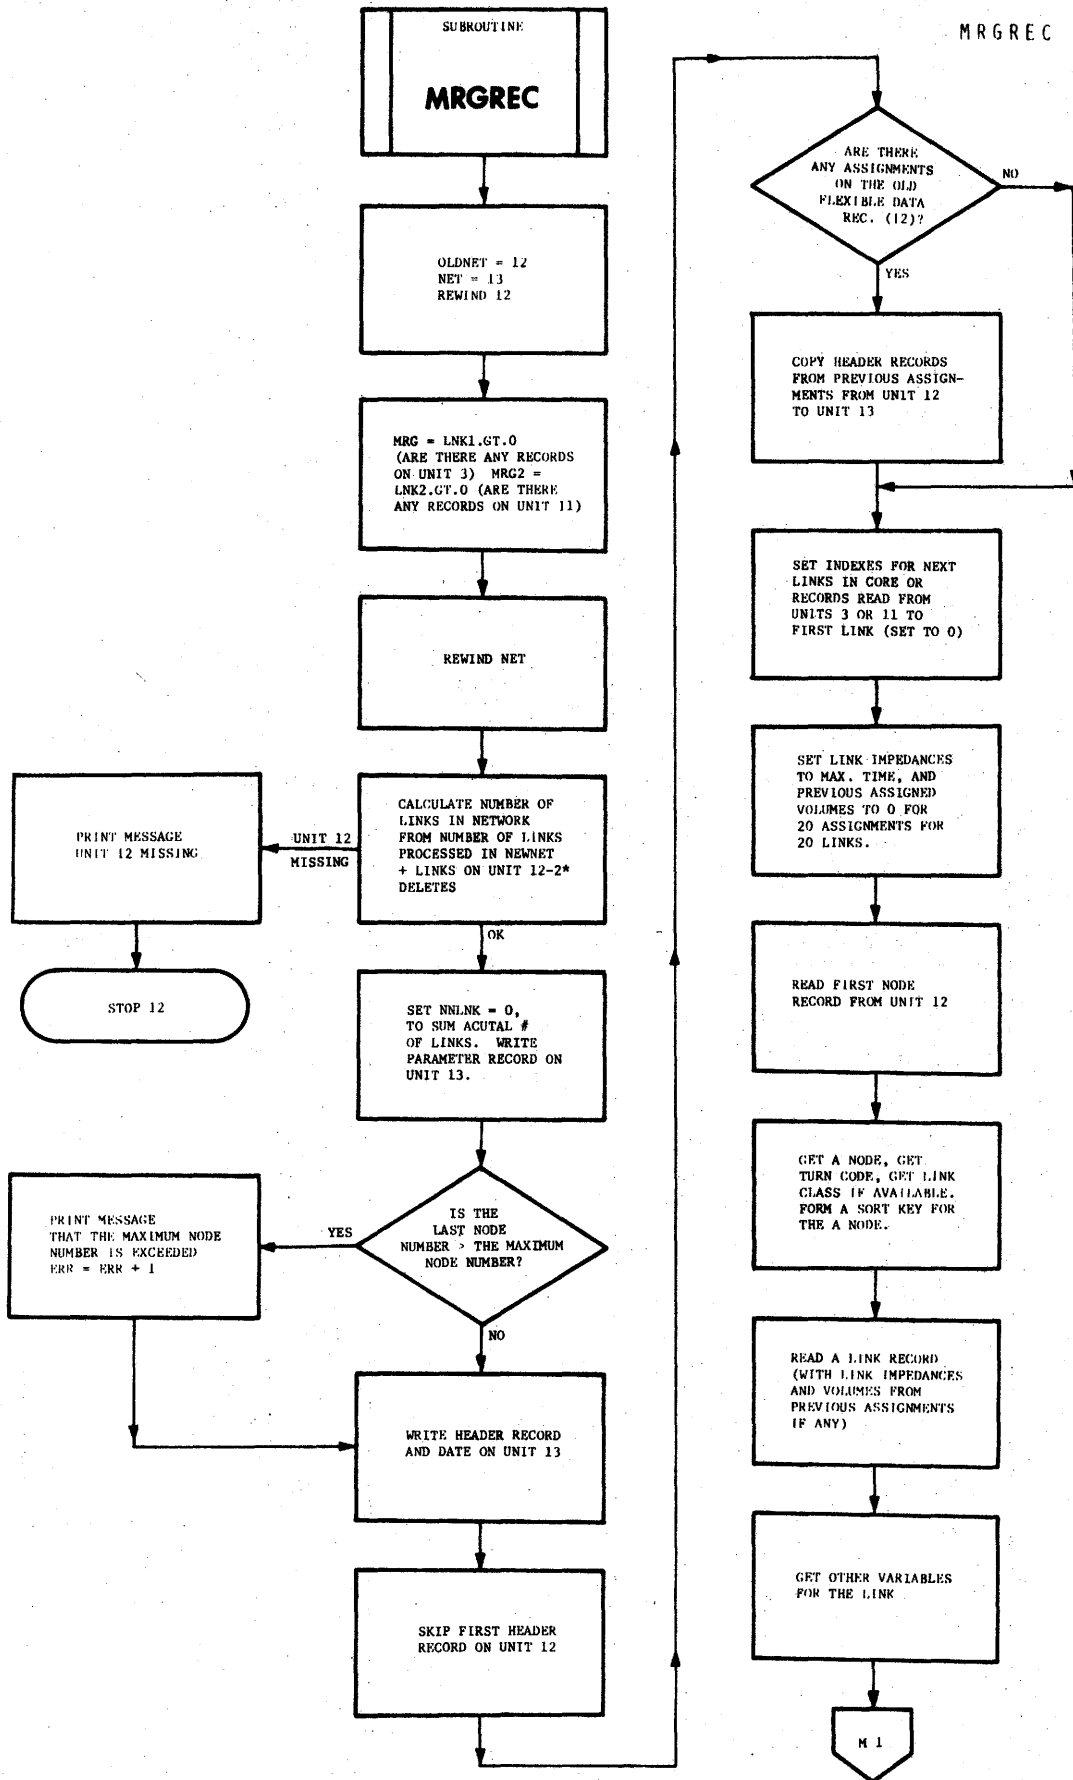 MRGREC
SUBROUTINE
MRGREC
OLDNET = 12
NET = 13
REWIND 12
MRG = LNK1.GT.0
(ARE THERE ANY RECORDS
ON UNIT 3)  MRG2 =
LNK2.GT.0 (ARE THERE
ANY RECORDS ON UNIT 11)
REWIND NET
CALCULATE NUMBER OF
LINKS IN NETWORK
FROM NUMBER OF LINKS
PROCESSED IN NEWNET
+ LINKS ON UNIT 12-2*
DELETES
UNIT 12
MISSING
PRINT MESSAGE
UNIT 12 MISSING
STOP 12
OK
SET NNLNK = 0,
TO SUM ACUTAL #
OF LINKS.  WRITE
PARAMETER RECORD ON
UNIT 13.
IS THE
LAST NODE
NUMBER > THE MAXIMUM
NODE NUMBER?
YES
PRINT MESSAGE
THAT THE MAXIMUM NODE
NUMBER IS EXCEEDED
ERR = ERR + 1
NO
WRITE HEADER RECORD
AND DATE ON UNIT 13
SKIP FIRST HEADER
RECORD ON UNIT 12
ARE THERE
ANY ASSIGNMENTS
ON THE OLD
FLEXIBLE DATA
REC. (12)?
NO
YES
COPY HEADER RECORDS
FROM PREVIOUS ASSIGN-
MENTS FROM UNIT 12
TO UNIT 13
SET INDEXES FOR NEXT
LINKS IN CORE OR
RECORDS READ FROM
UNITS 3 OR 11 TO
FIRST LINK (SET TO 0)
SET LINK IMPEDANCES
TO MAX. TIME, AND
PREVIOUS ASSIGNED
VOLUMES TO 0 FOR
20 ASSIGNMENTS FOR
20 LINKS.
READ FIRST NODE
RECORD FROM UNIT 12
GET A NODE, GET
TURN CODE, GET LINK
CLASS IF AVAILABLE.
FORM A SORT KEY FOR
THE A NODE.
READ A LINK RECORD
(WITH LINK IMPEDANCES
AND VOLUMES FROM
PREVIOUS ASSIGNMENTS
IF ANY)
GET OTHER VARIABLES
FOR THE LINK
M 1